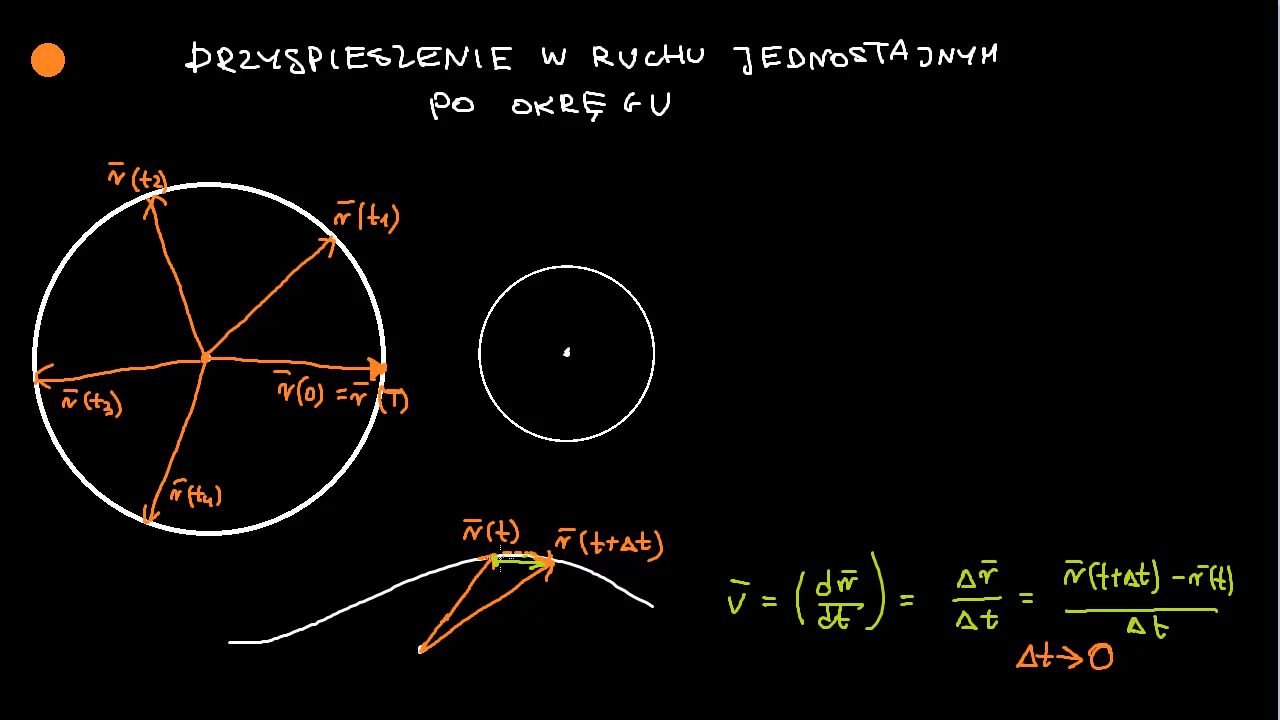 PRZYSPIESZENIE W RUCHU JEDNOSTAJNYM
PO OKRĘGU
r̄(t2)
r̄(t1)
r̄(0) = r̄(T)
r̄(t3)
r̄(t4)
r̄(t)
r̄(t+Δt)
v̄ = (dr̄/dt) = Δr̄/Δt = r̄(t+Δt) - r̄(t)/Δt
Δt→0